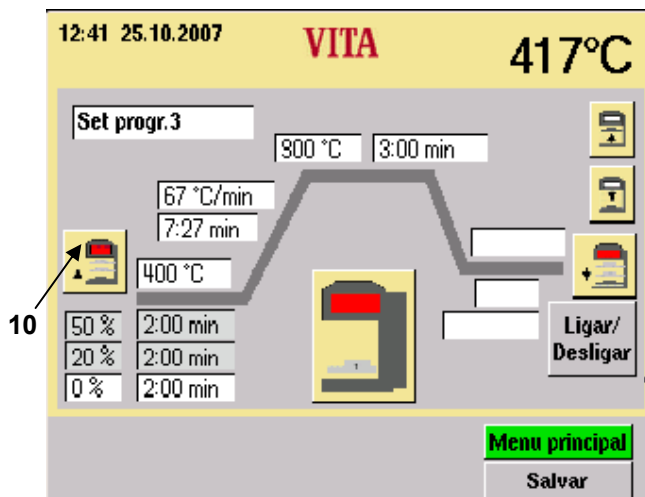 12:41 25.10.2007
VITA
417°C
Set progr.3
900 °C
3:00 min
67 °C/min
7:27 min
400 °C
10
50 %
2:00 min
20 %
2:00 min
0 %
2:00 min
Ligar/
Desligar
Menu principal
Salvar